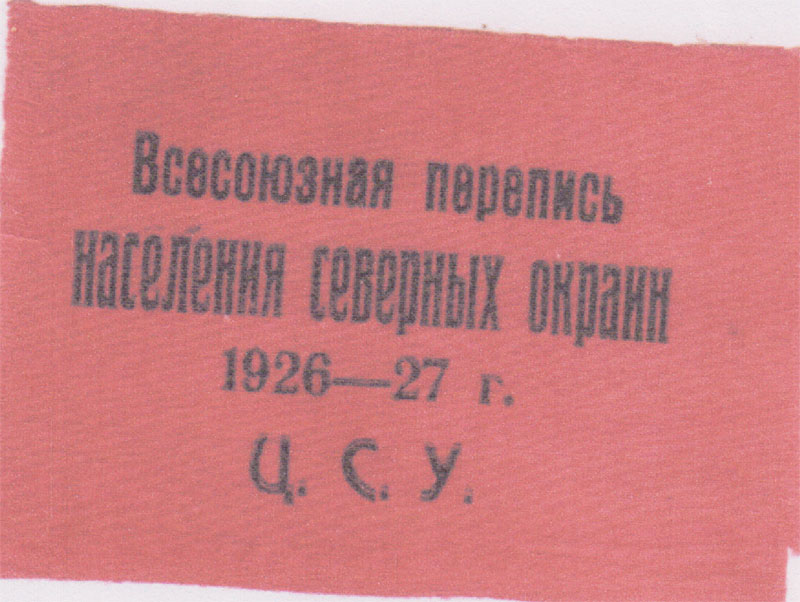 Всесоюзная перепись
населения северных окраин
1926—27 г.
Ц. С. У.